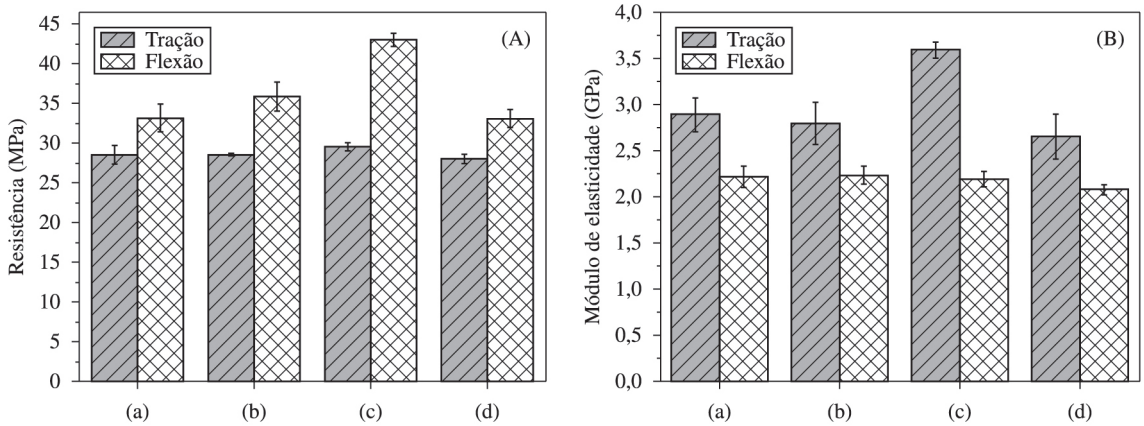 45
40
35
30
25
20
15
10
5
0
Resistência (MPa)
Tração
Flexão
(A)
(a) (b) (c) (d)
4,0
3,5
3,0
2,5
2,0
1,5
1,0
0,5
0,0
Módulo de elasticidade (GPa)
Tração
Flexão
(B)
(a) (b) (c) (d)